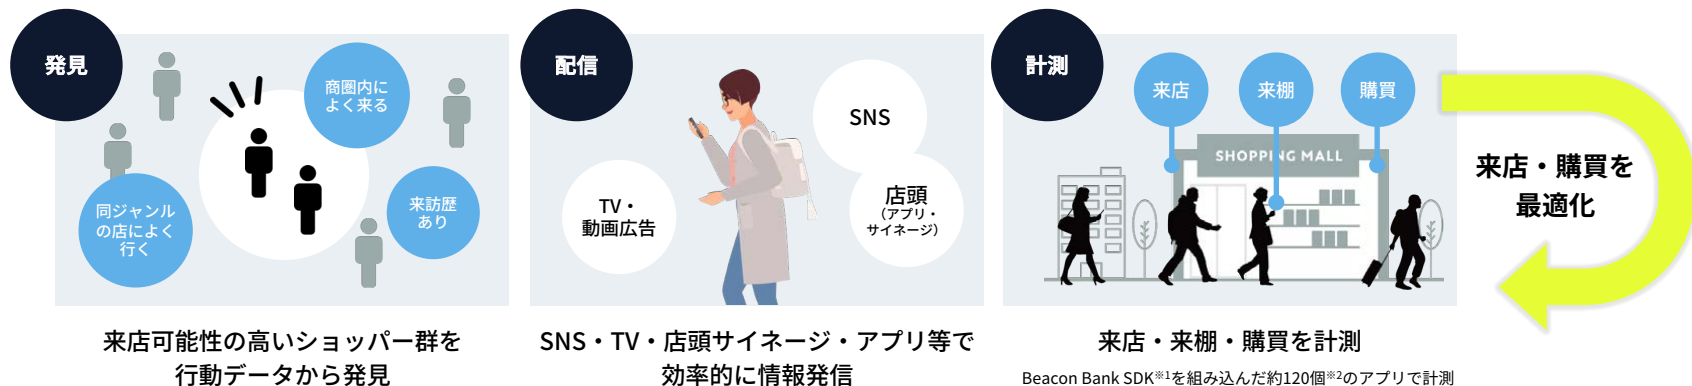 発見
商圏内に
よく来る
同ジャンル
の店によく
行く
来訪歴
あり
来店可能性の高いショッパー群を
行動データから発見
配信
SNS
TV・
動画広告
店頭
（アプリ・
サイネージ）
SNS・TV・店頭サイネージ・アプリ等で
効率的に情報発信
計測
来店
来棚
購買
SHOPPING MALL
来店・来棚・購買を計測
Beacon Bank SDK※1を組み込んだ約120個※2のアプリで計測
来店・購買を
最適化